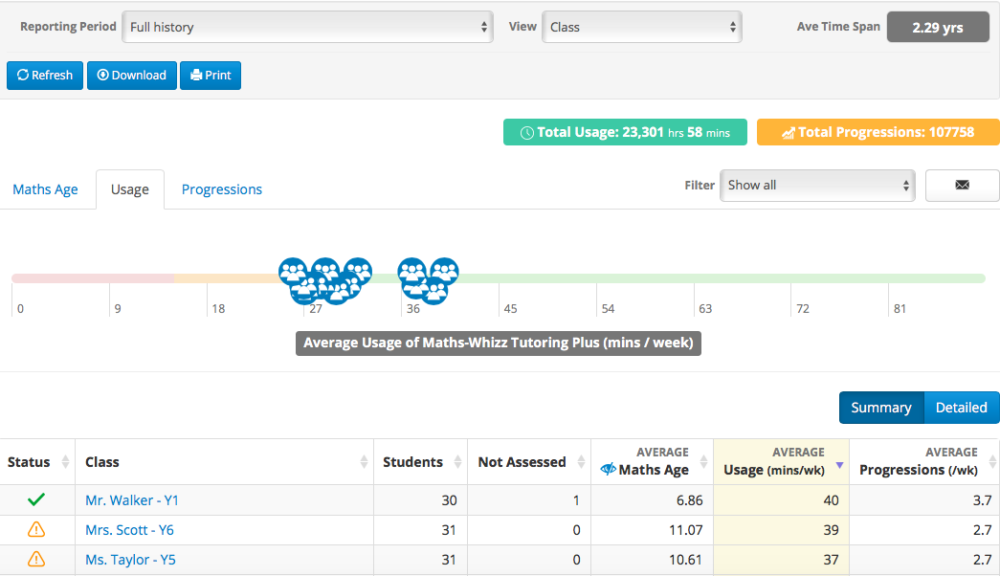 Reporting Period Full history View Class Ave Time Span 2.29 yrs
Refresh Download Print
Total Usage: 23,301 hrs 58 mins Total Progressions: 107758
Maths Age Usage Progressions Filter Show all
0 9 18 27 36 45 54 63 72 81
Average Usage of Maths-Whizz Tutoring Plus (mins / week)
Summary Detailed
Status Class Students Not Assessed AVERAGE Maths Age AVERAGE Usage (mins/wk) AVERAGE Progressions (/wk)
Mr. Walker - Y1 30 1 6.86 40 3.7
Mrs. Scott - Y6 31 0 11.07 39 2.7
Ms. Taylor - Y5 31 0 10.61 37 2.7